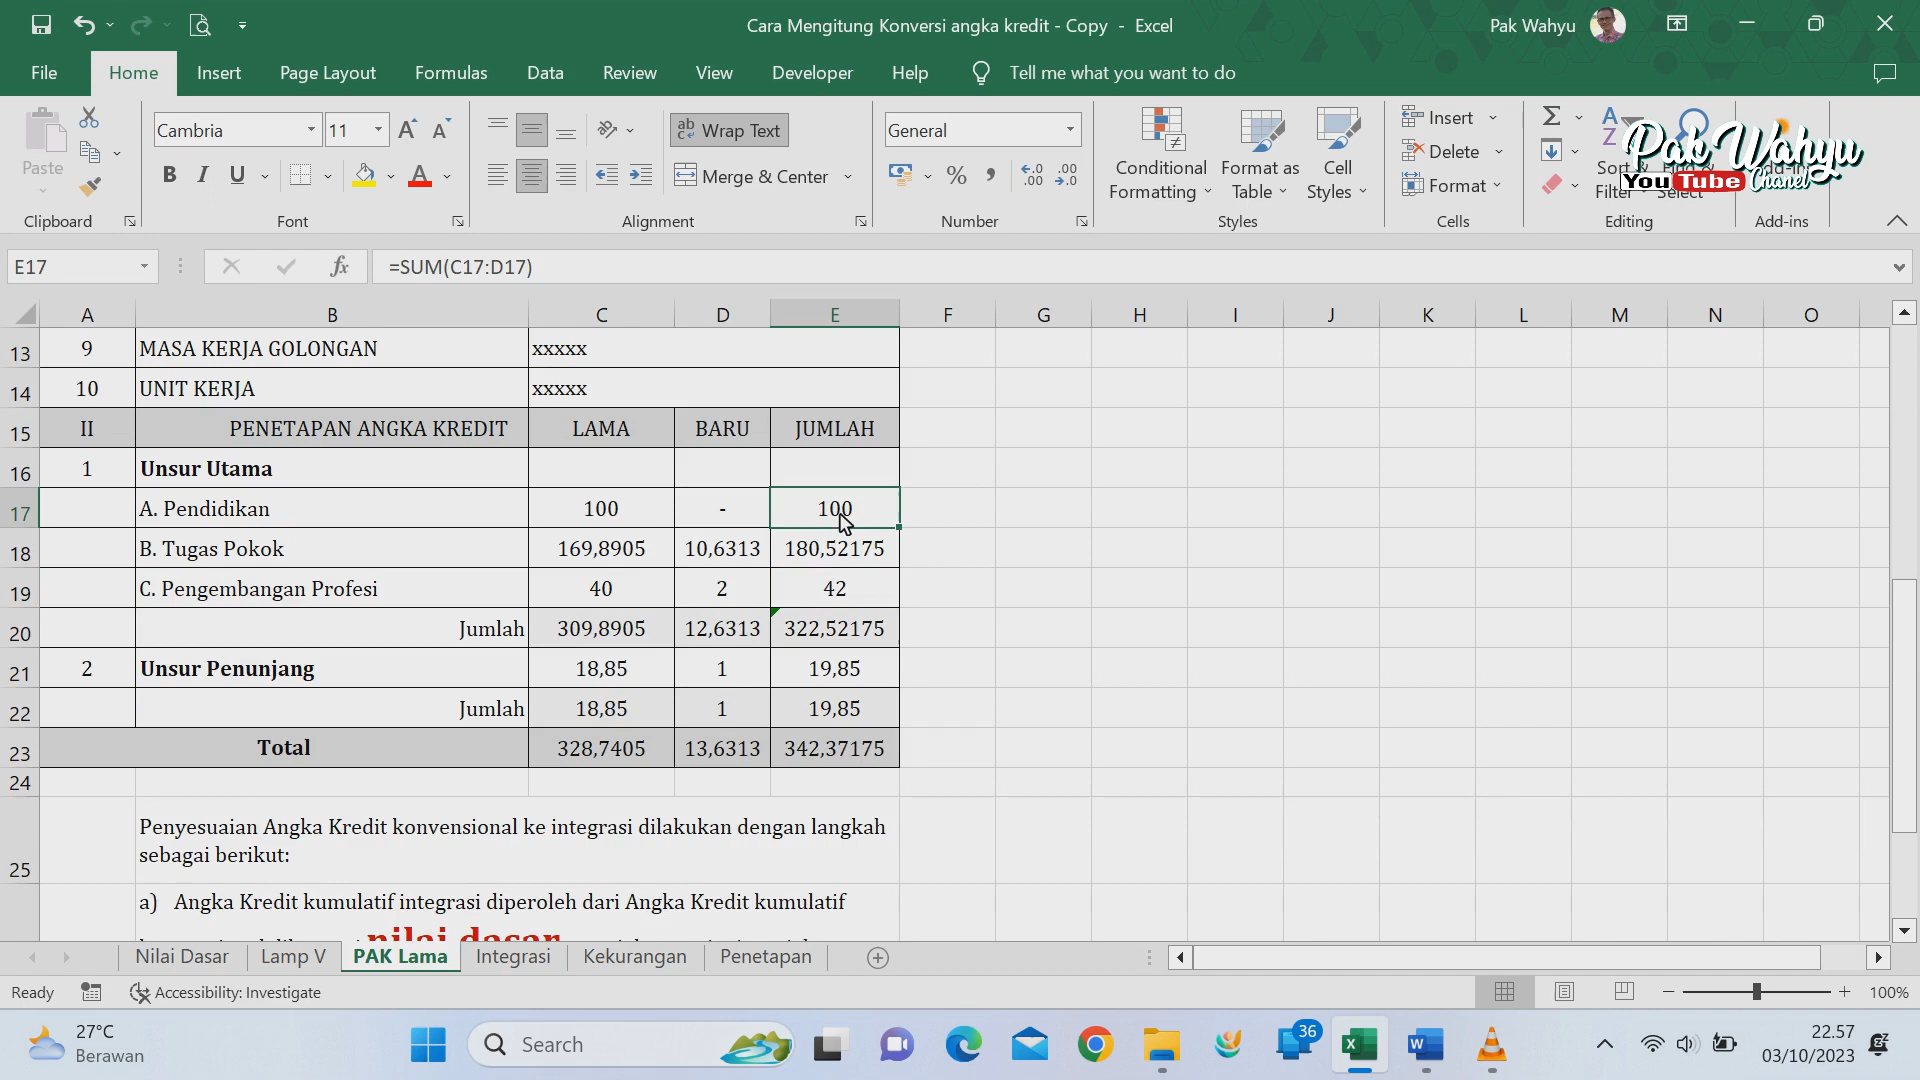 Cara Mengitung Konversi angka kredit - Copy - Excel
Pak Wahyu
File Home Insert Page Layout Formulas Data Review View Developer Help Tell me what you want to do
Paste
Clipboard
Cambria 11
B I U
Font
Wrap Text
Merge & Center
Alignment
General
% ,
Number
Conditional Formatting
Format as Table
Cell Styles
Styles
Insert
Delete
Format
Cells
Editing
Add-ins
Pak Wahyu
YouTube Chanel
E17 fx =SUM(C17:D17)
A B C D E F G H I J K L M N O
13 9 MASA KERJA GOLONGAN xxxxx
14 10 UNIT KERJA xxxxx
15 II PENETAPAN ANGKA KREDIT LAMA BARU JUMLAH
16 1 Unsur Utama
17 A. Pendidikan 100 - 100
18 B. Tugas Pokok 169,8905 10,6313 180,52175
19 C. Pengembangan Profesi 40 2 42
20 Jumlah 309,8905 12,6313 322,52175
21 2 Unsur Penunjang 18,85 1 19,85
22 Jumlah 18,85 1 19,85
23 Total 328,7405 13,6313 342,37175
24
25 Penyesuaian Angka Kredit konvensional ke integrasi dilakukan dengan langkah
sebagai berikut:
a) Angka Kredit kumulatif integrasi diperoleh dari Angka Kredit kumulatif
nilai dasar
Nilai Dasar Lamp V PAK Lama Integrasi Kekurangan Penetapan
Ready Accessibility: Investigate 100%
27°C
Berawan
Search
36
22.57
03/10/2023